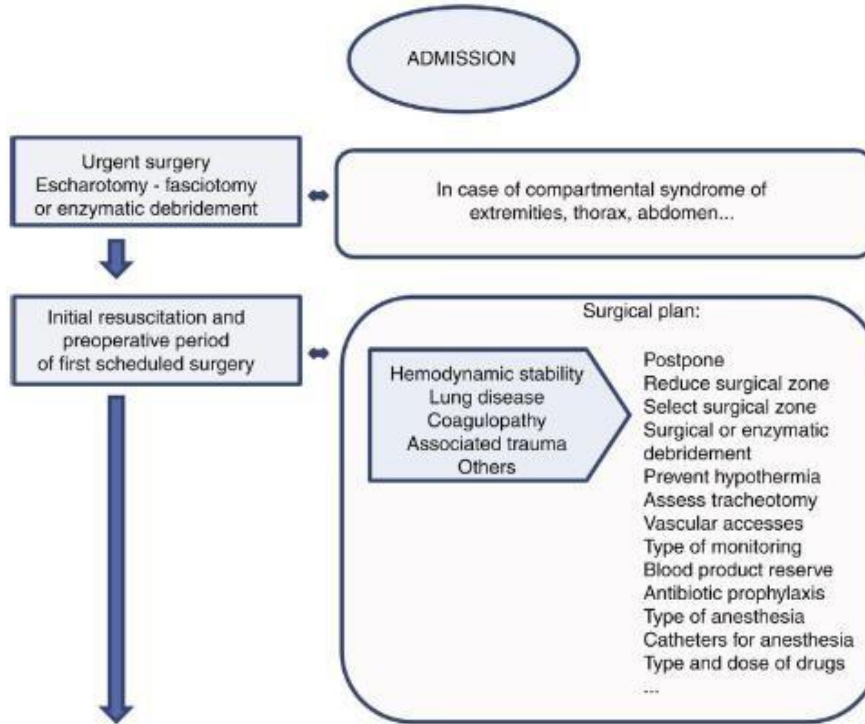 ADMISSION
Urgent surgery
Escharotomy - fasciotomy
or enzymatic debridement
In case of compartmental syndrome of
extremities, thorax, abdomen...
Initial resuscitation and
preoperative period
of first scheduled surgery
Surgical plan:
Hemodynamic stability
Lung disease
Coagulopathy
Associated trauma
Others
Postpone
Reduce surgical zone
Select surgical zone
Surgical or enzymatic
debridement
Prevent hypothermia
Assess tracheotomy
Vascular accesses
Type of monitoring
Blood product reserve
Antibiotic prophylaxis
Type of anesthesia
Catheters for anesthesia
Type and dose of drugs
...